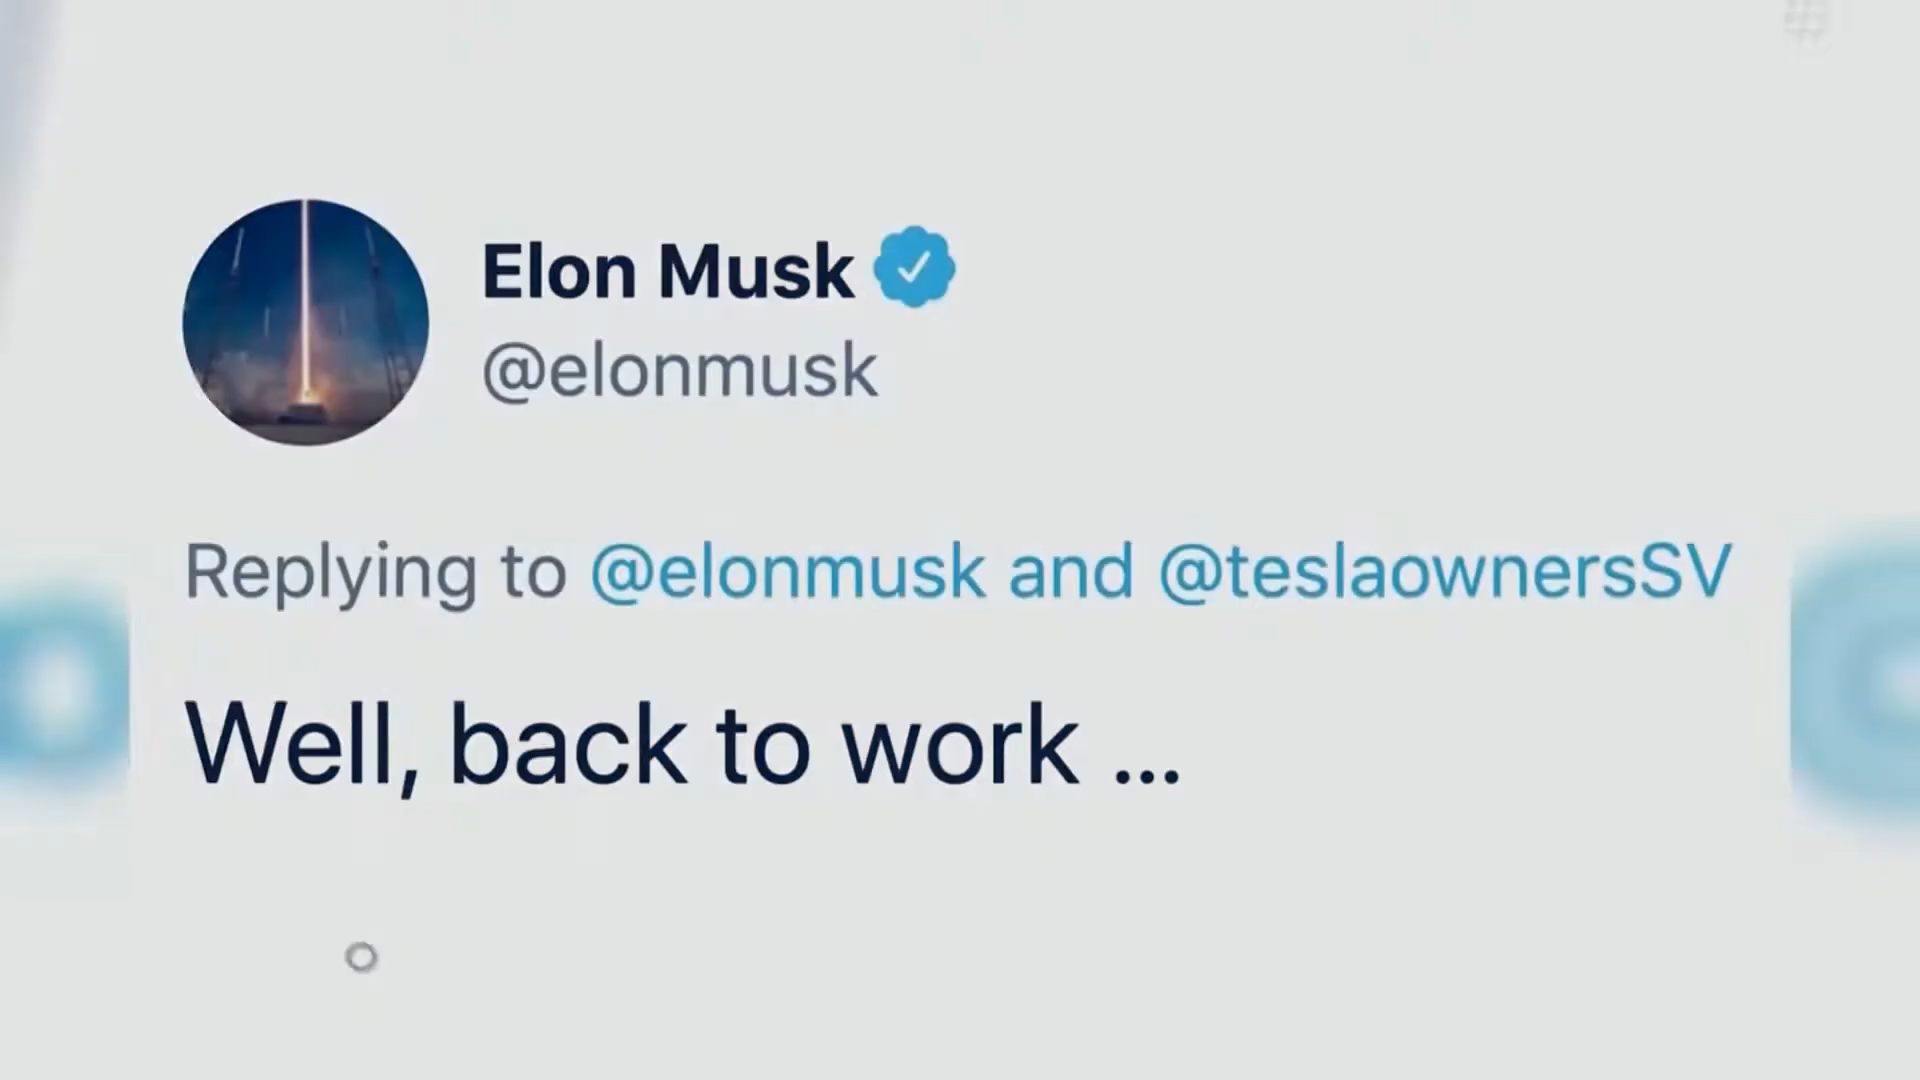 Elon Musk
@elonmusk
Replying to @elonmusk and @teslaownersSV
Well, back to work ...